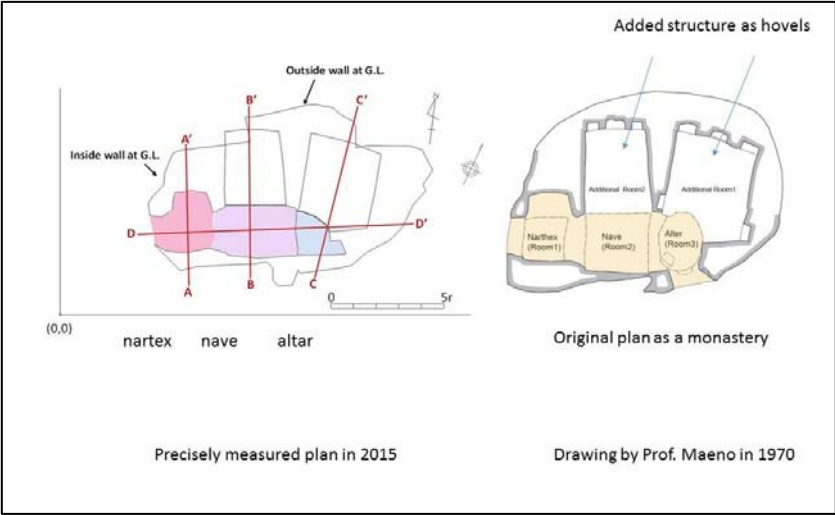 Added structure as hovels
Outside wall at G.L.
B'
C'
A'
Inside wall at G.L.
Additional Room2
Additional Room1
D
D'
Narthex
(Room1)
Nave
(Room2)
Alter
(Room3)
A
B
C
0
5r
(0,0)
nartex nave altar
Original plan as a monastery
Precisely measured plan in 2015
Drawing by Prof. Maeno in 1970